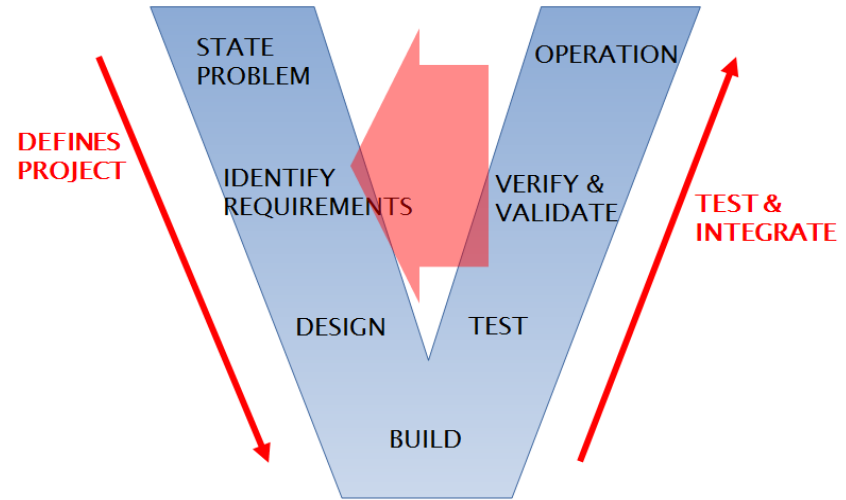 STATE
PROBLEM
OPERATION
DEFINES
PROJECT
IDENTIFY
REQUIREMENTS
VERIFY &
VALIDATE
TEST &
INTEGRATE
DESIGN
TEST
BUILD